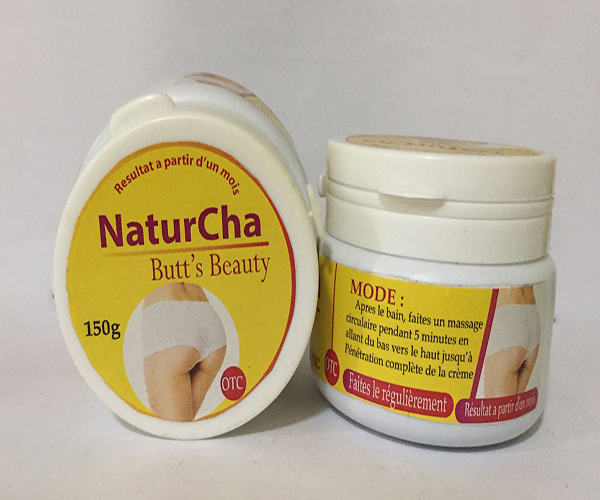 Resultat a partir d'un mois
NaturCha
Butt's Beauty
150g
OTC
MODE :
Apres le bain, faites un massage
circulaire pendant 5 minutes en
allant du bas vers le haut jusqu'à
l'énétration complète de la crème
OTC
Faites le régulièrement
Résultat a partir d'un mois